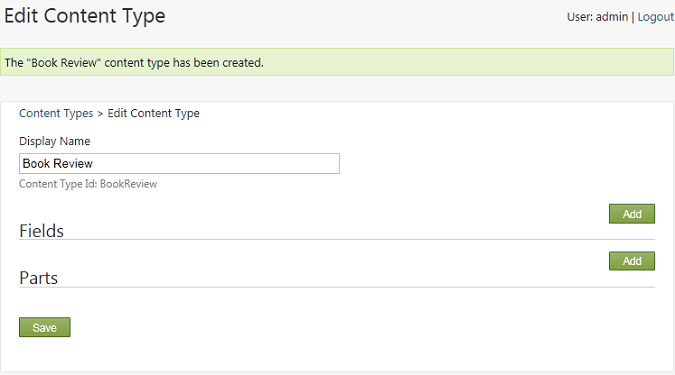 Edit Content Type
User: admin | Logout
The "Book Review" content type has been created.
Content Types > Edit Content Type
Display Name
Book Review
Content Type Id: BookReview
Add
Fields
Add
Parts
Save